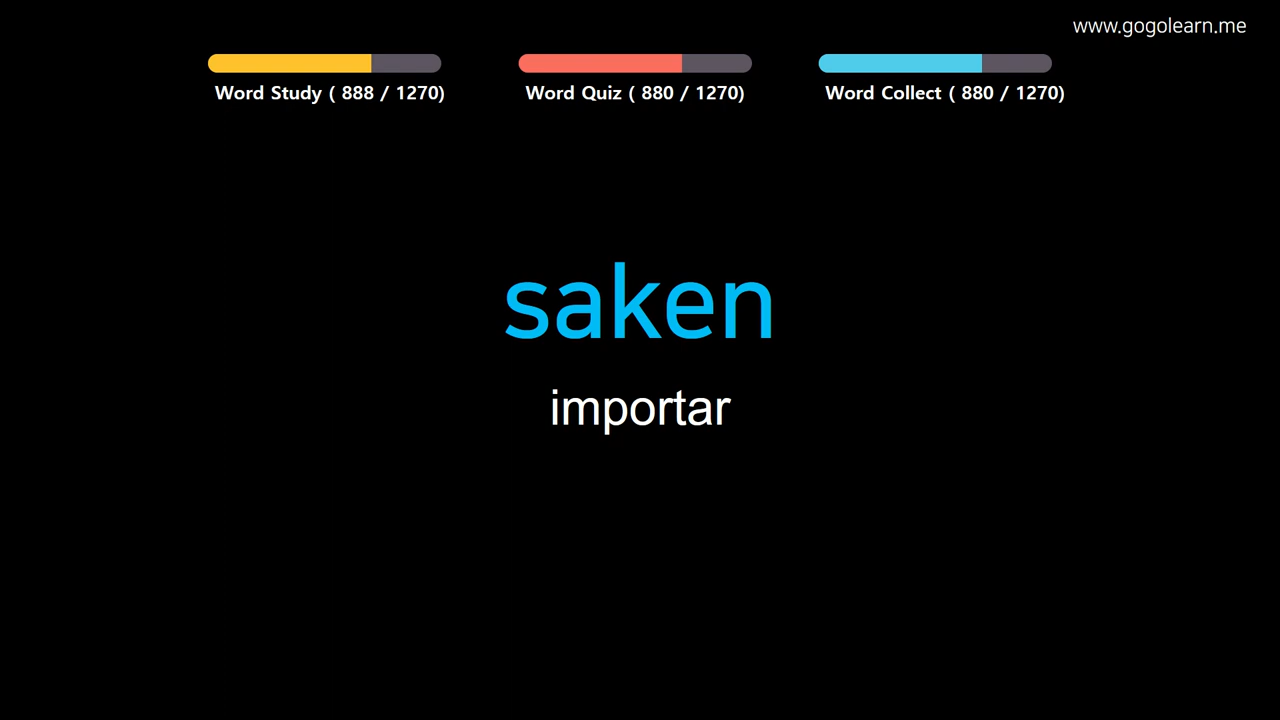 www.gogolearn.me
Word Study ( 888 / 1270)
Word Quiz ( 880 / 1270)
Word Collect ( 880 / 1270)
saken
importar